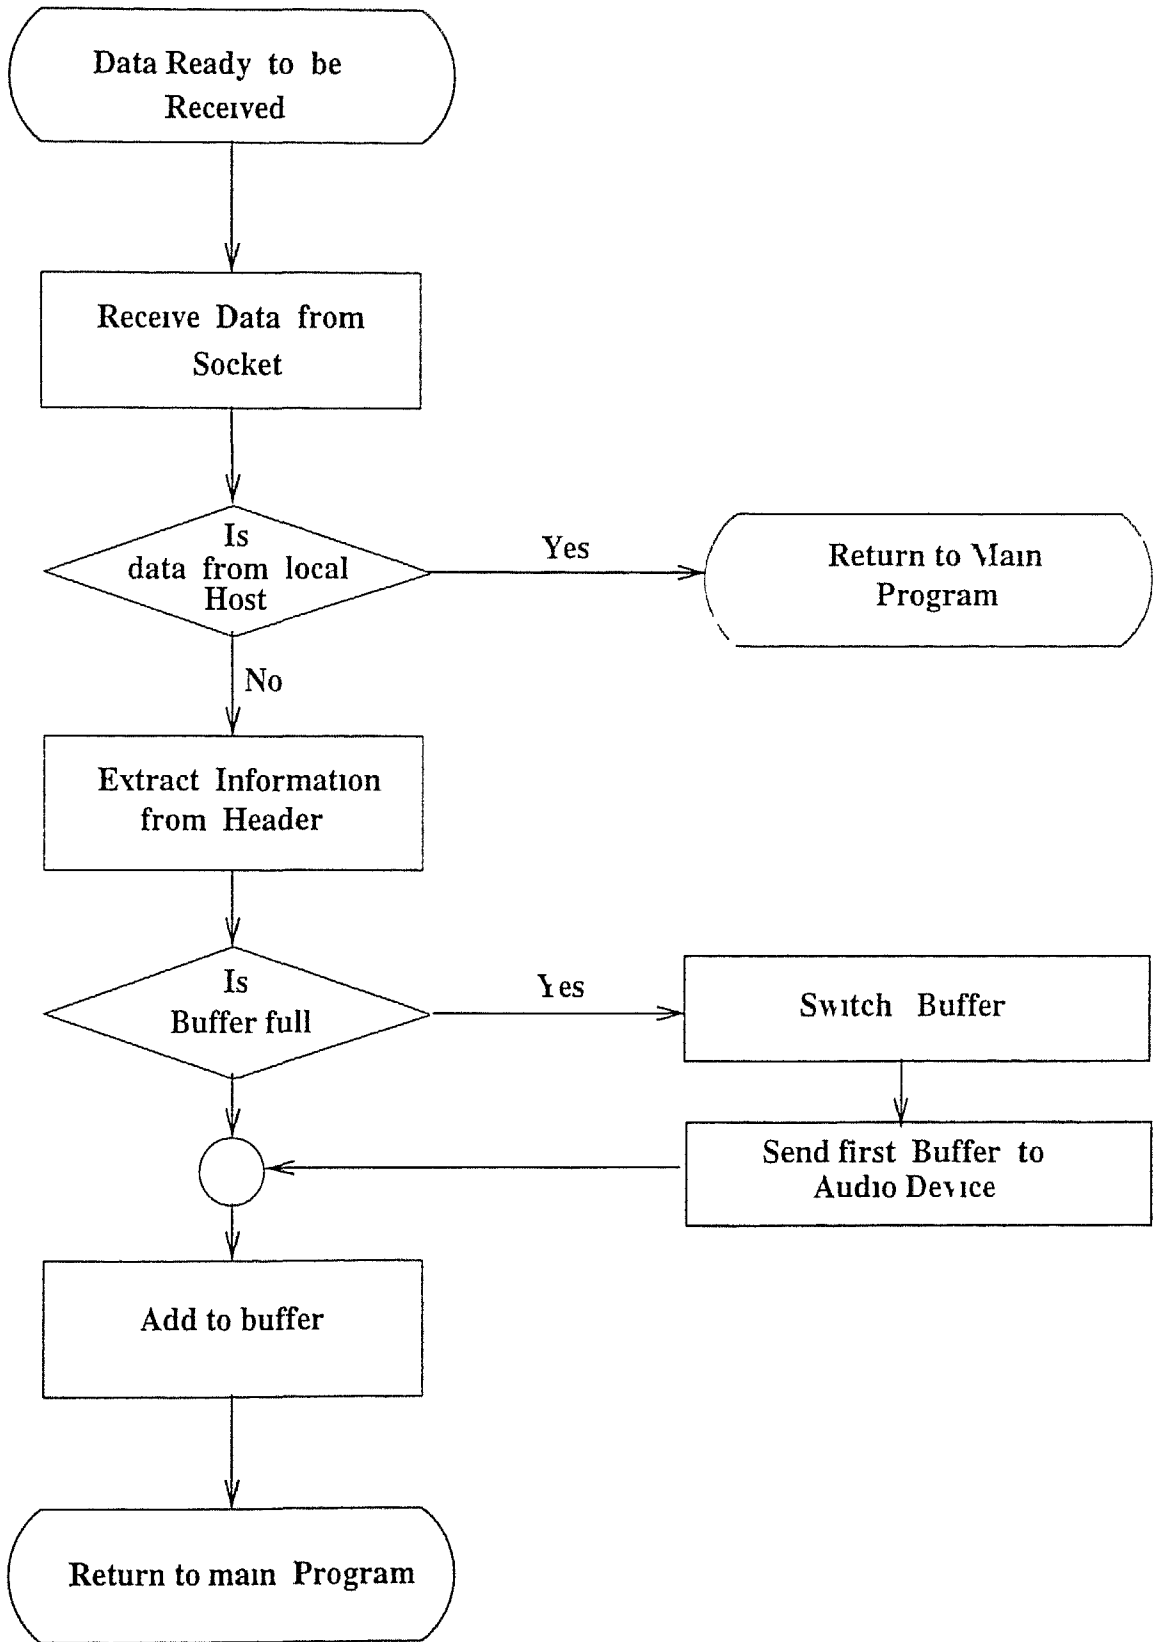 Data Ready to be
Received
Receive Data from
Socket
Is
data from local
Host
Yes
Return to Main
Program
No
Extract Information
from Header
Is
Buffer full
Yes
Switch Buffer
Send first Buffer to
Audio Device
Add to buffer
Return to main Program